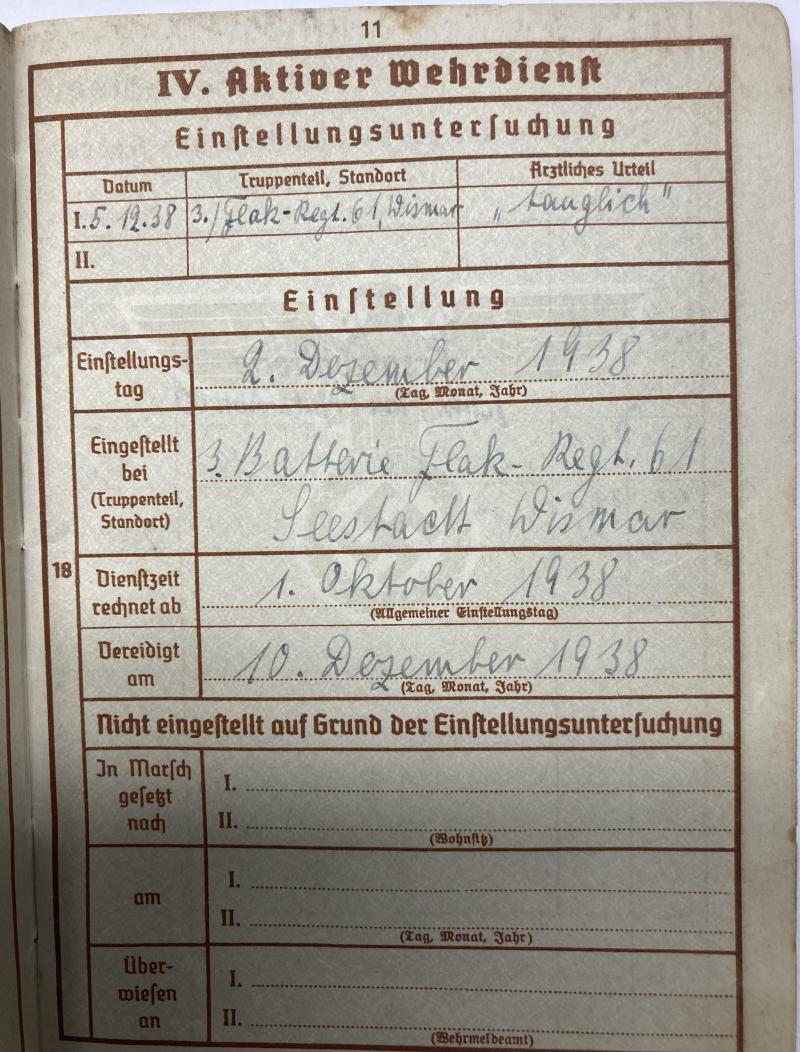 11
IV. Aktiver Wehrdienst
Einstellungsuntersuchung
Datum Truppenteil, Standort Ärztliches Urteil
I. 5. 12. 38 3./Flak-Regt. 61, Wismar „tauglich"
II.
Einstellung
Einstellungs-
tag
2. Dezember 1938
(Tag, Monat, Jahr)
Eingestellt
bei
(Truppenteil,
Standort)
3. Batterie Flak-Regt. 61
Seestadt Wismar
18
Dienstzeit
rechnet ab
1. Oktober 1938
(Allgemeiner Einstellungstag)
Vereidigt
am
10. Dezember 1938
(Tag, Monat, Jahr)
Nicht eingestellt auf Grund der Einstellungsuntersuchung
In Marsch
gesetzt
nach
I.
II.
(Wohnsitz)
am
I.
II.
(Tag, Monat, Jahr)
Über-
wiesen
an
I.
II.
(Wehrmeldeamt)